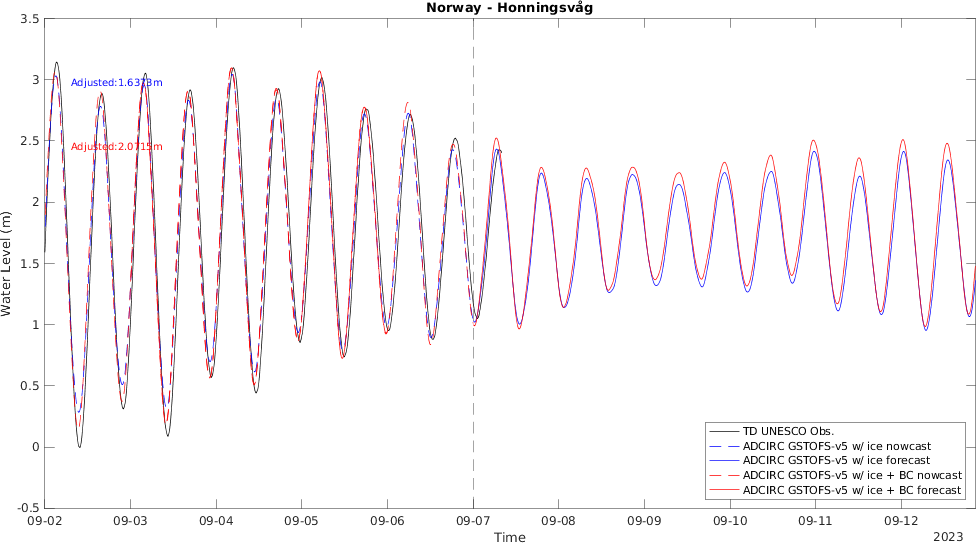 Norway - Honningsvåg
3.5
3
2.5
2
1.5
1
0.5
0
-0.5
Water Level (m)
Adjusted:1.6373m
Adjusted:2.0715m
TD UNESCO Obs.
ADCIRC GSTOFS-v5 w/ ice nowcast
ADCIRC GSTOFS-v5 w/ ice forecast
ADCIRC GSTOFS-v5 w/ ice + BC nowcast
ADCIRC GSTOFS-v5 w/ ice + BC forecast
09-02 09-03 09-04 09-05 09-06 09-07 09-08 09-09 09-10 09-11 09-12
Time
2023